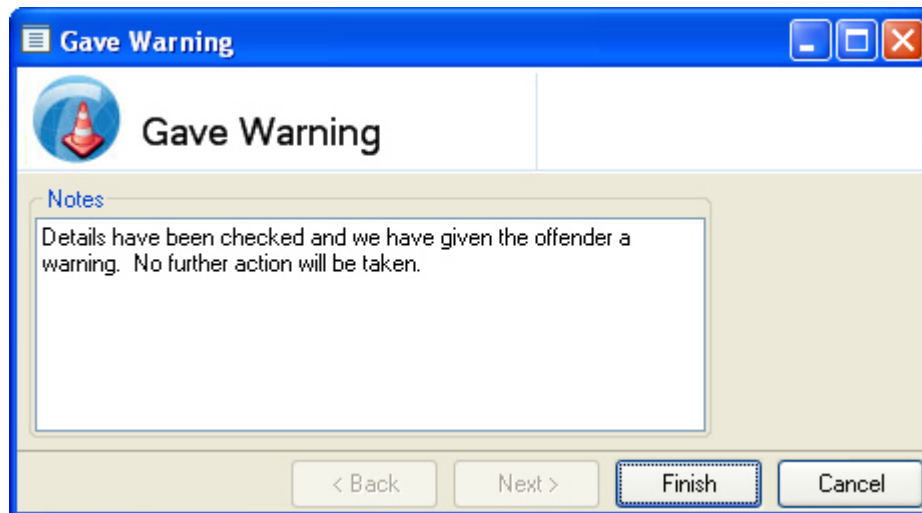 Gave Warning
Gave Warning
Notes
Details have been checked and we have given the offender a
warning.  No further action will be taken.
< Back
Next >
Finish
Cancel